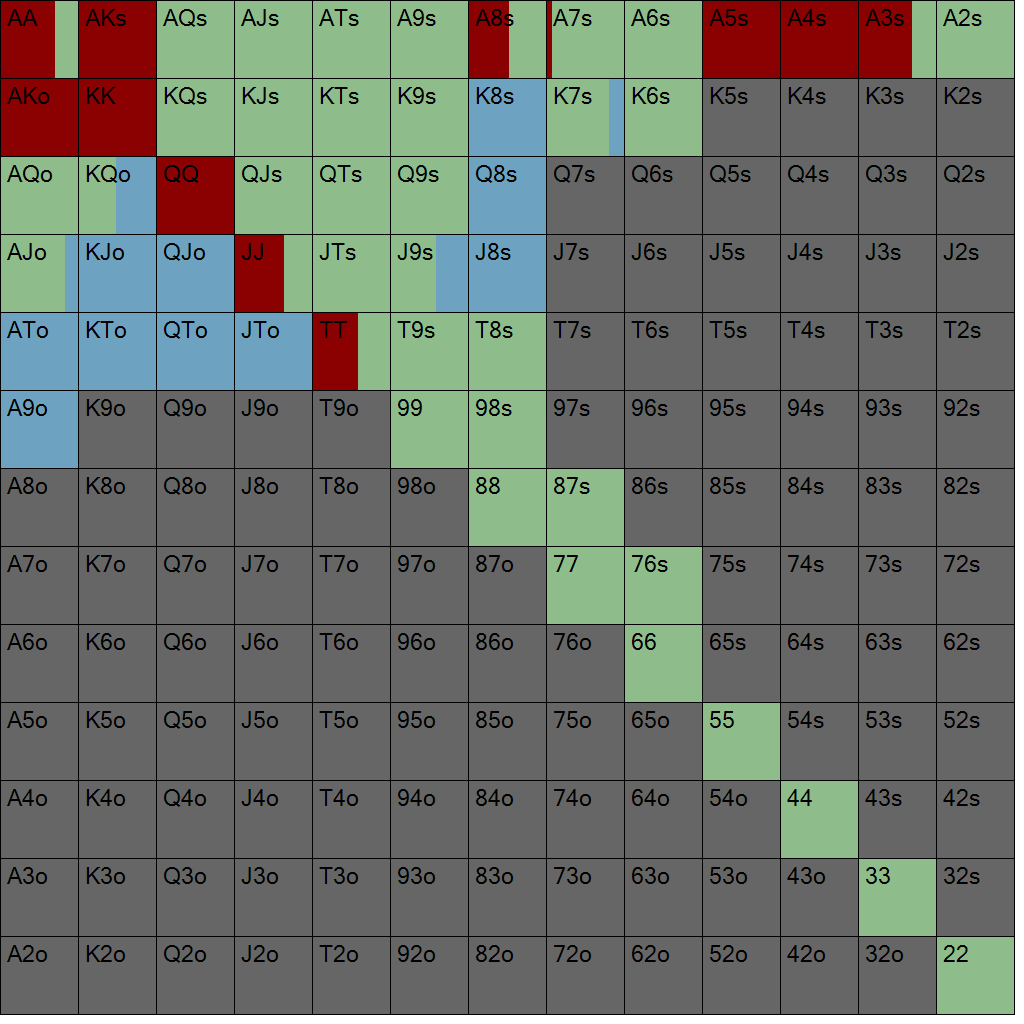 AA AKs AQs AJs ATs A9s A8s A7s A6s A5s A4s A3s A2s
AKo KK KQs KJs KTs K9s K8s K7s K6s K5s K4s K3s K2s
AQo KQo QQ QJs QTs Q9s Q8s Q7s Q6s Q5s Q4s Q3s Q2s
AJo KJo QJo JJ JTs J9s J8s J7s J6s J5s J4s J3s J2s
ATo KTo QTo JTo TT T9s T8s T7s T6s T5s T4s T3s T2s
A9o K9o Q9o J9o T9o 99 98s 97s 96s 95s 94s 93s 92s
A8o K8o Q8o J8o T8o 98o 88 87s 86s 85s 84s 83s 82s
A7o K7o Q7o J7o T7o 97o 87o 77 76s 75s 74s 73s 72s
A6o K6o Q6o J6o T6o 96o 86o 76o 66 65s 64s 63s 62s
A5o K5o Q5o J5o T5o 95o 85o 75o 65o 55 54s 53s 52s
A4o K4o Q4o J4o T4o 94o 84o 74o 64o 54o 44 43s 42s
A3o K3o Q3o J3o T3o 93o 83o 73o 63o 53o 43o 33 32s
A2o K2o Q2o J2o T2o 92o 82o 72o 62o 52o 42o 32o 22